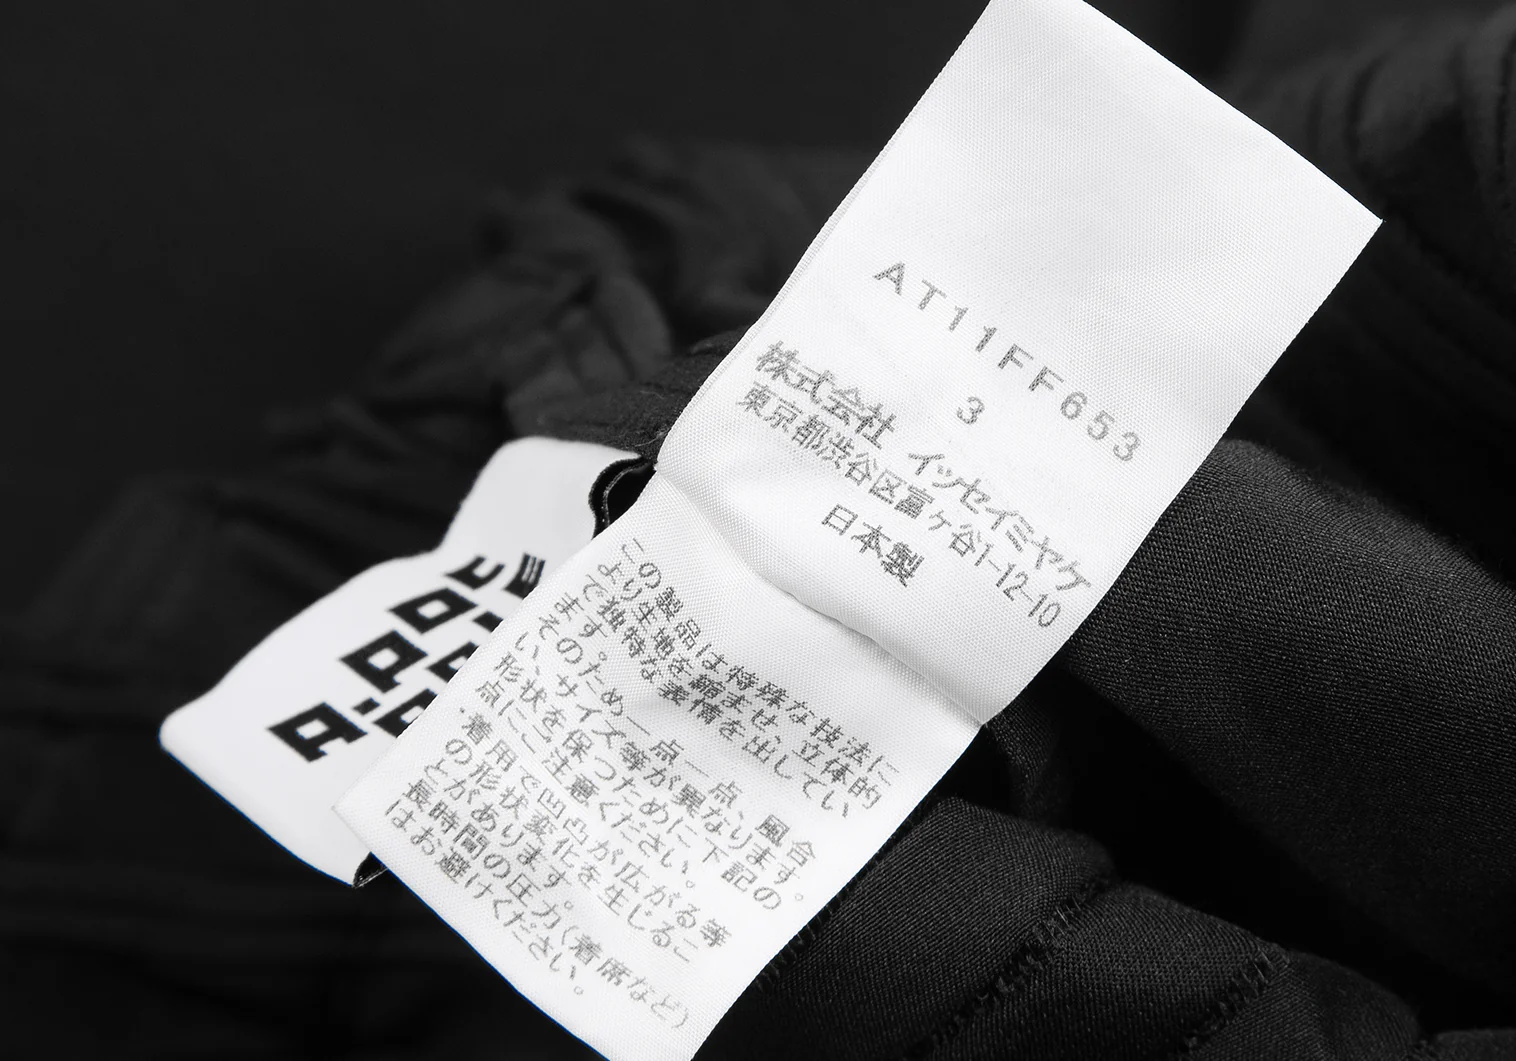 AT11FF653
3
株式会社 イッセイミヤケ
東京都渋谷区富ヶ谷1-12-10
日本製
この製品は特殊な技法に
より生地を縮ませ、立体的
で独特な表情を出してい
ます。
そのため一点一点、風合
い、サイズ等が異なります。
形状を保つために下記の
点にご注意ください。
・着用で凹凸が広がる等
の形状変化を生じるこ
とがあります。
長時間の圧力(着席など)
はお避けください。
A-POC